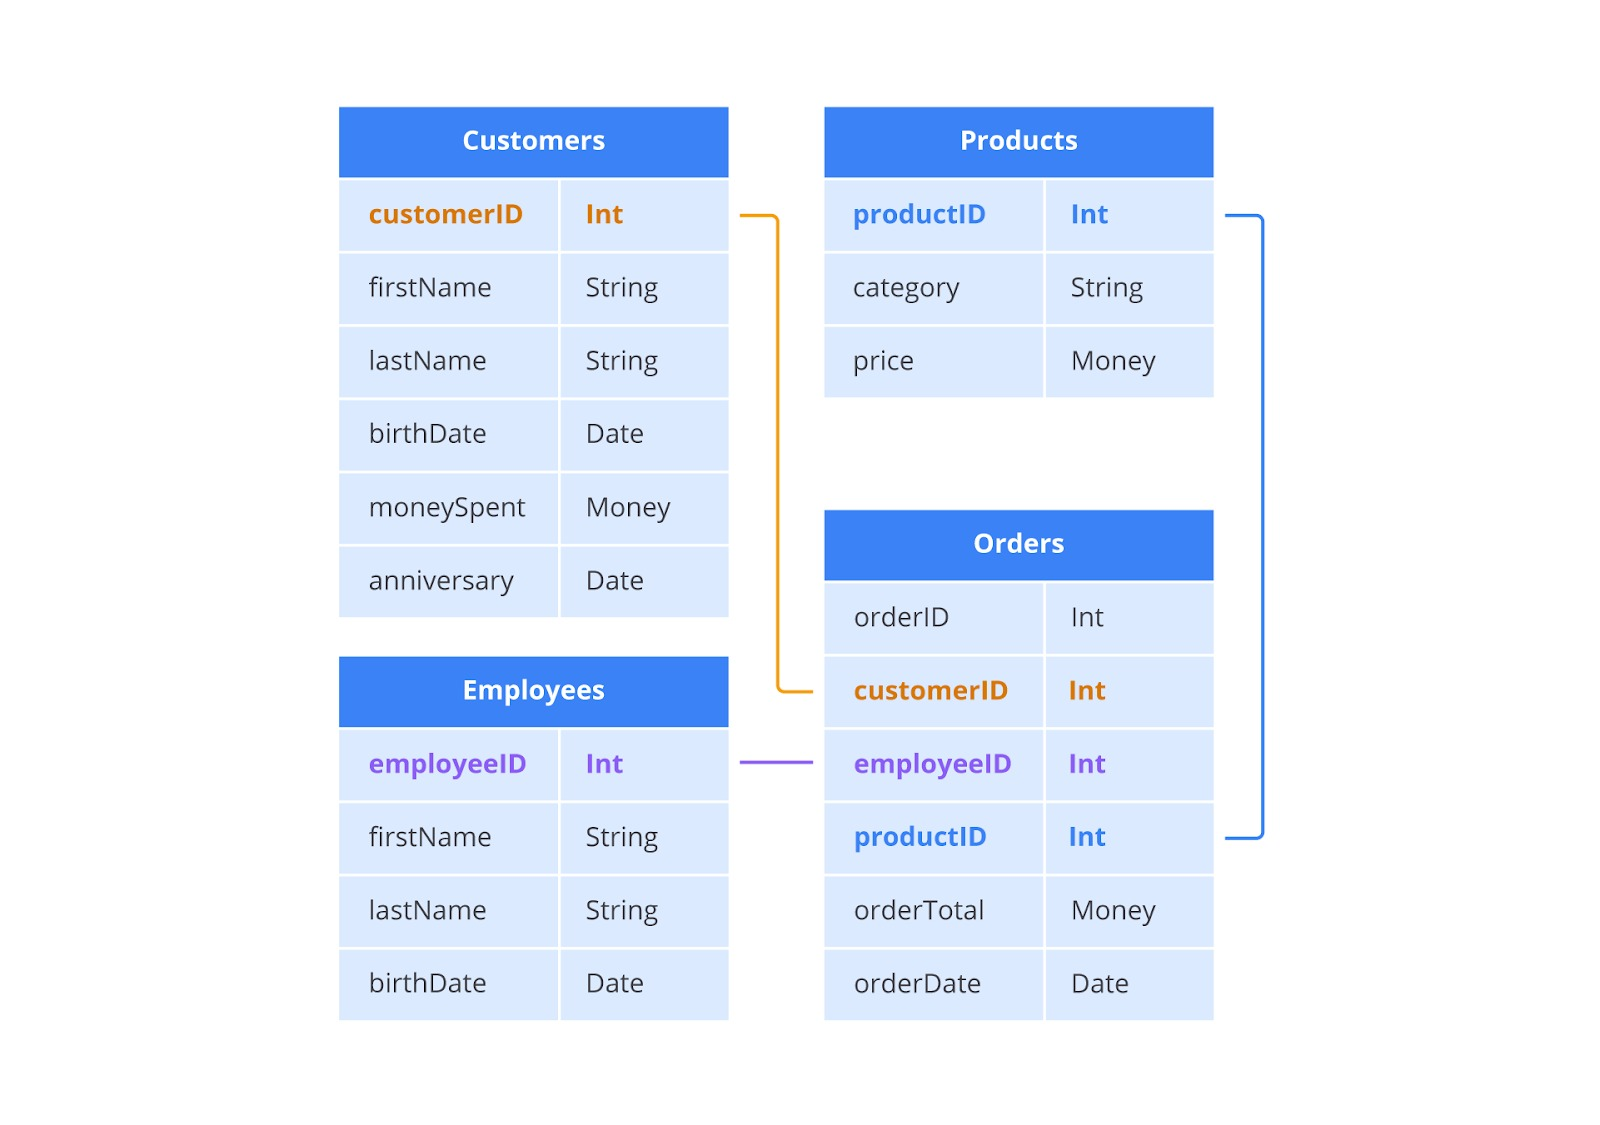 Customers
customerID Int
firstName String
lastName String
birthDate Date
moneySpent Money
anniversary Date
Employees
employeeID Int
firstName String
lastName String
birthDate Date
Products
productID Int
category String
price Money
Orders
orderID Int
customerID Int
employeeID Int
productID Int
orderTotal Money
orderDate Date